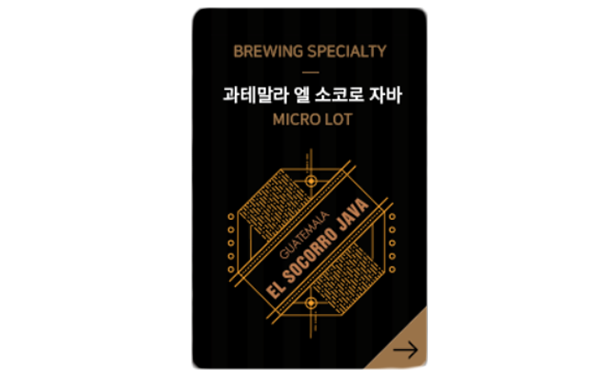 BREWING SPECIALTY
과테말라 엘 소코로 자바
MICRO LOT
GUATEMALA
EL SOCORRO JAVA